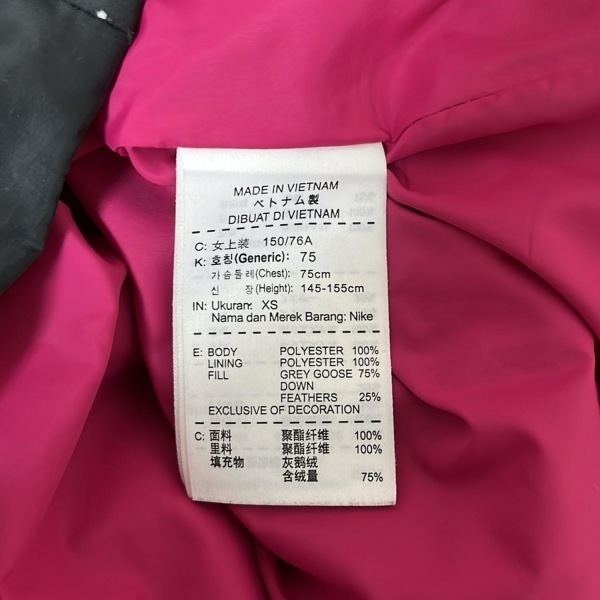 MADE IN VIETNAM
ベトナム製
DIBUAT DI VIETNAM
C: 女上装 150/76A
K: 호칭(Generic): 75
가슴둘레(Chest): 75cm
신 장(Height): 145-155cm
IN: Ukuran: XS
Nama dan Merek Barang: Nike
E: BODY POLYESTER 100%
LINING POLYESTER 100%
FILL GREY GOOSE 75%
DOWN
FEATHERS 25%
EXCLUSIVE OF DECORATION
C: 面料 聚酯纤维 100%
里料 聚酯纤维 100%
填充物 灰鹅绒
含绒量 75%